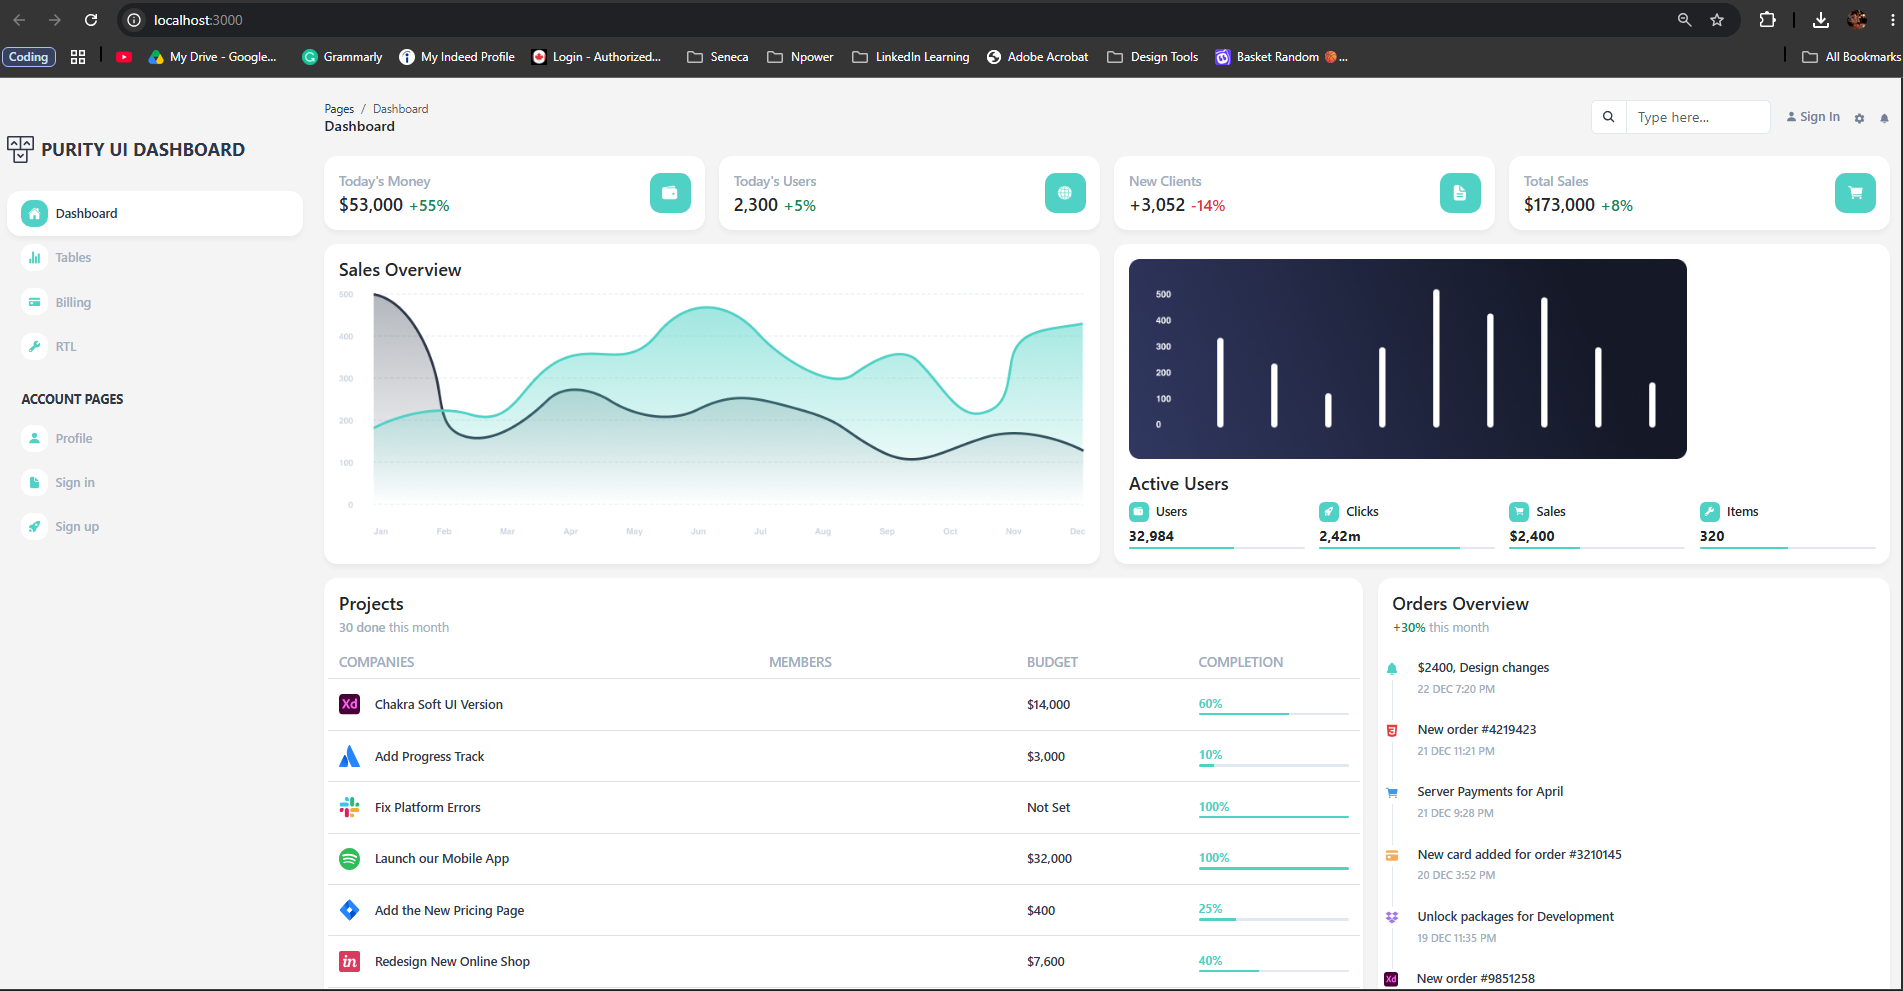 localhost:3000
Coding
My Drive - Google...
Grammarly
My Indeed Profile
Login - Authorized...
Seneca
Npower
LinkedIn Learning
Adobe Acrobat
Design Tools
Basket Random 🏀...
All Bookmarks
PURITY UI DASHBOARD
Dashboard
Tables
Billing
RTL
ACCOUNT PAGES
Profile
Sign in
Sign up
Pages / Dashboard
Dashboard
Type here...
Sign In
Today's Money
$53,000 +55%
Today's Users
2,300 +5%
New Clients
+3,052 -14%
Total Sales
$173,000 +8%
Sales Overview
500
400
300
200
100
0
Jan Feb Mar Apr May Jun Jul Aug Sep Oct Nov Dec
500
400
300
200
100
0
Active Users
Users
32,984
Clicks
2,42m
Sales
$2,400
Items
320
Projects
30 done this month
COMPANIES MEMBERS BUDGET COMPLETION
Xd Chakra Soft UI Version $14,000 60%
Add Progress Track $3,000 10%
Fix Platform Errors Not Set 100%
Launch our Mobile App $32,000 100%
Add the New Pricing Page $400 25%
in Redesign New Online Shop $7,600 40%
Orders Overview
+30% this month
$2400, Design changes
22 DEC 7:20 PM
New order #4219423
21 DEC 11:21 PM
Server Payments for April
21 DEC 9:28 PM
New card added for order #3210145
20 DEC 3:52 PM
Unlock packages for Development
19 DEC 11:35 PM
Xd New order #9851258